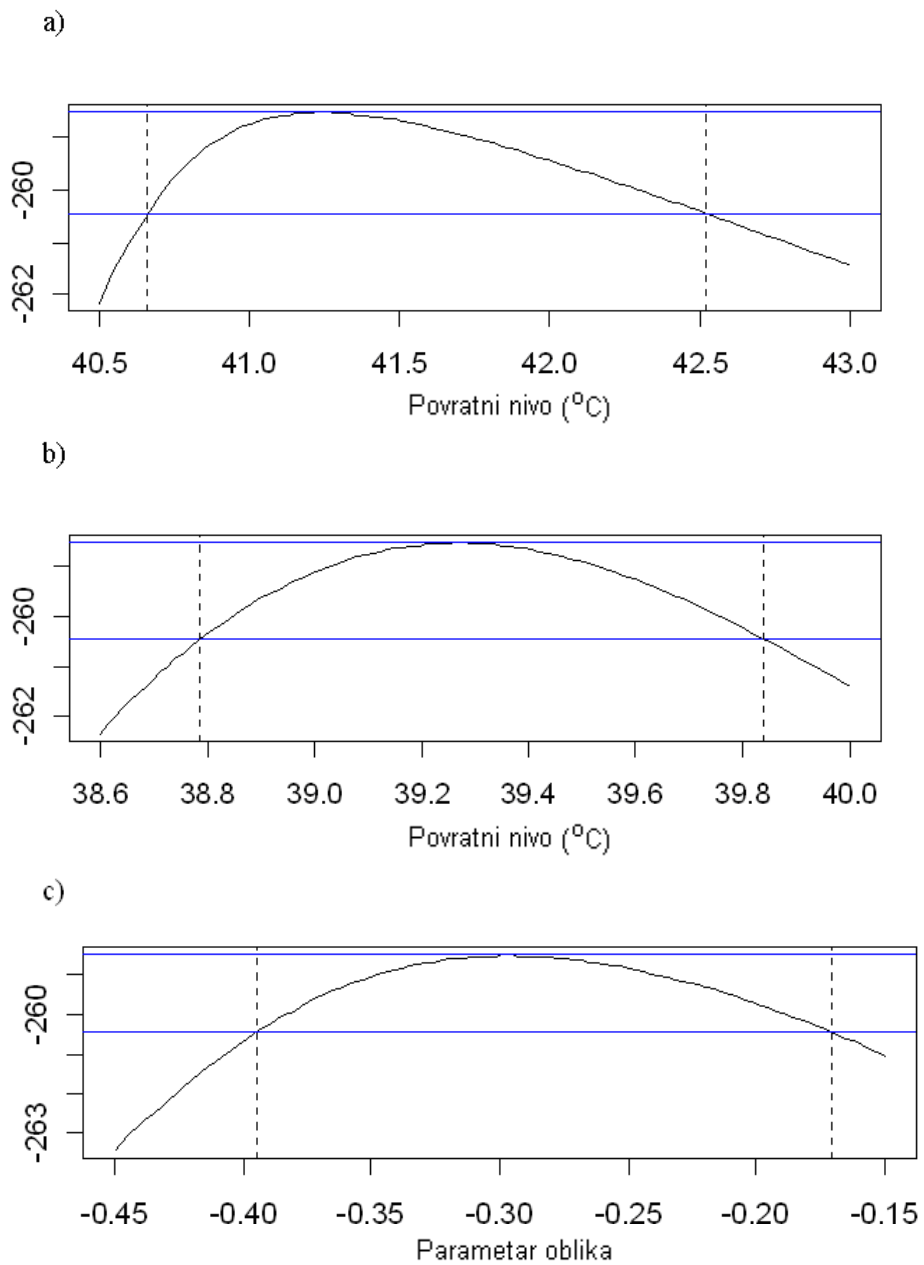 a)
-260
-262
40.5 41.0 41.5 42.0 42.5 43.0
Povratni nivo (°C)
b)
-260
-262
38.6 38.8 39.0 39.2 39.4 39.6 39.8 40.0
Povratni nivo (°C)
c)
-260
-263
-0.45 -0.40 -0.35 -0.30 -0.25 -0.20 -0.15
Parametar oblika